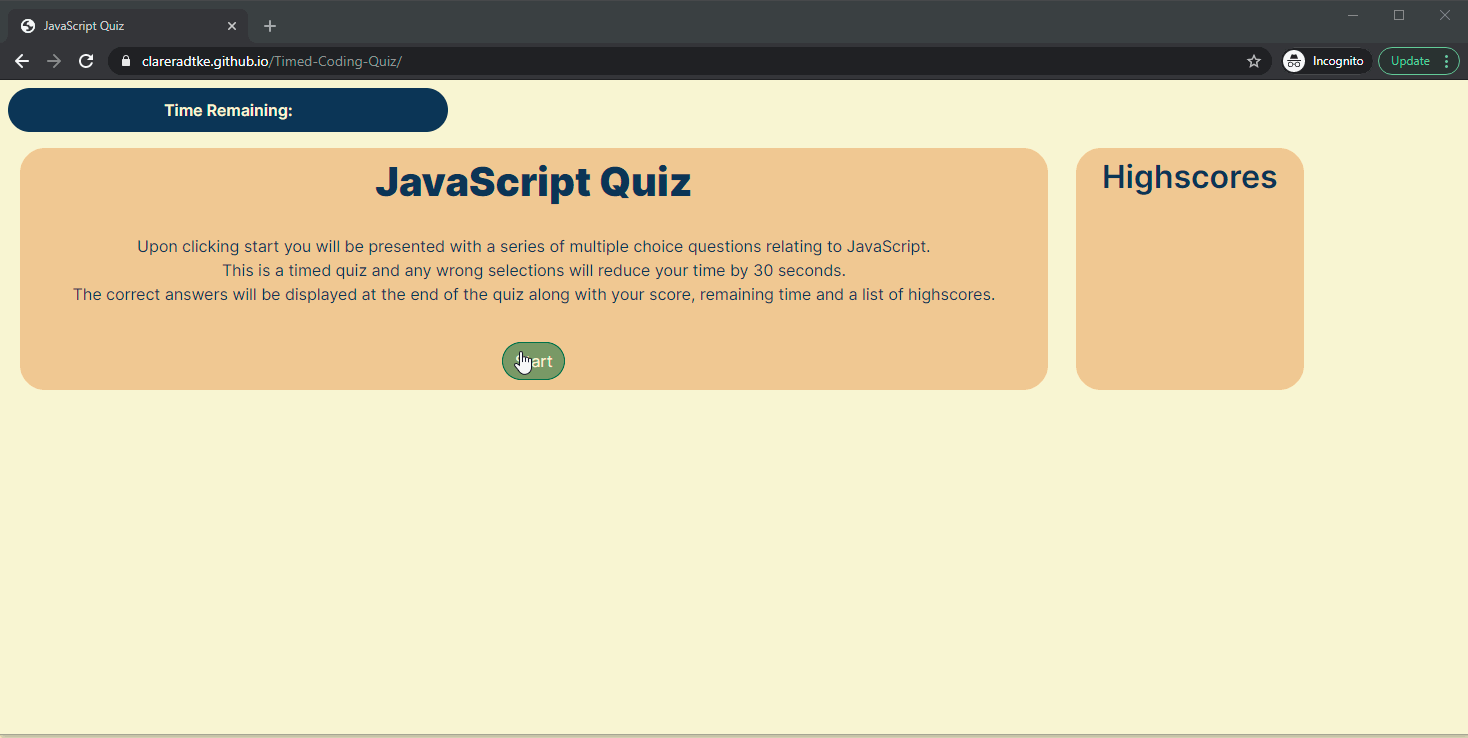 JavaScript Quiz
clareradtke.github.io/Timed-Coding-Quiz/
Incognito
Update
Time Remaining:
JavaScript Quiz
Upon clicking start you will be presented with a series of multiple choice questions relating to JavaScript.
This is a timed quiz and any wrong selections will reduce your time by 30 seconds.
The correct answers will be displayed at the end of the quiz along with your score, remaining time and a list of highscores.
Start
Highscores